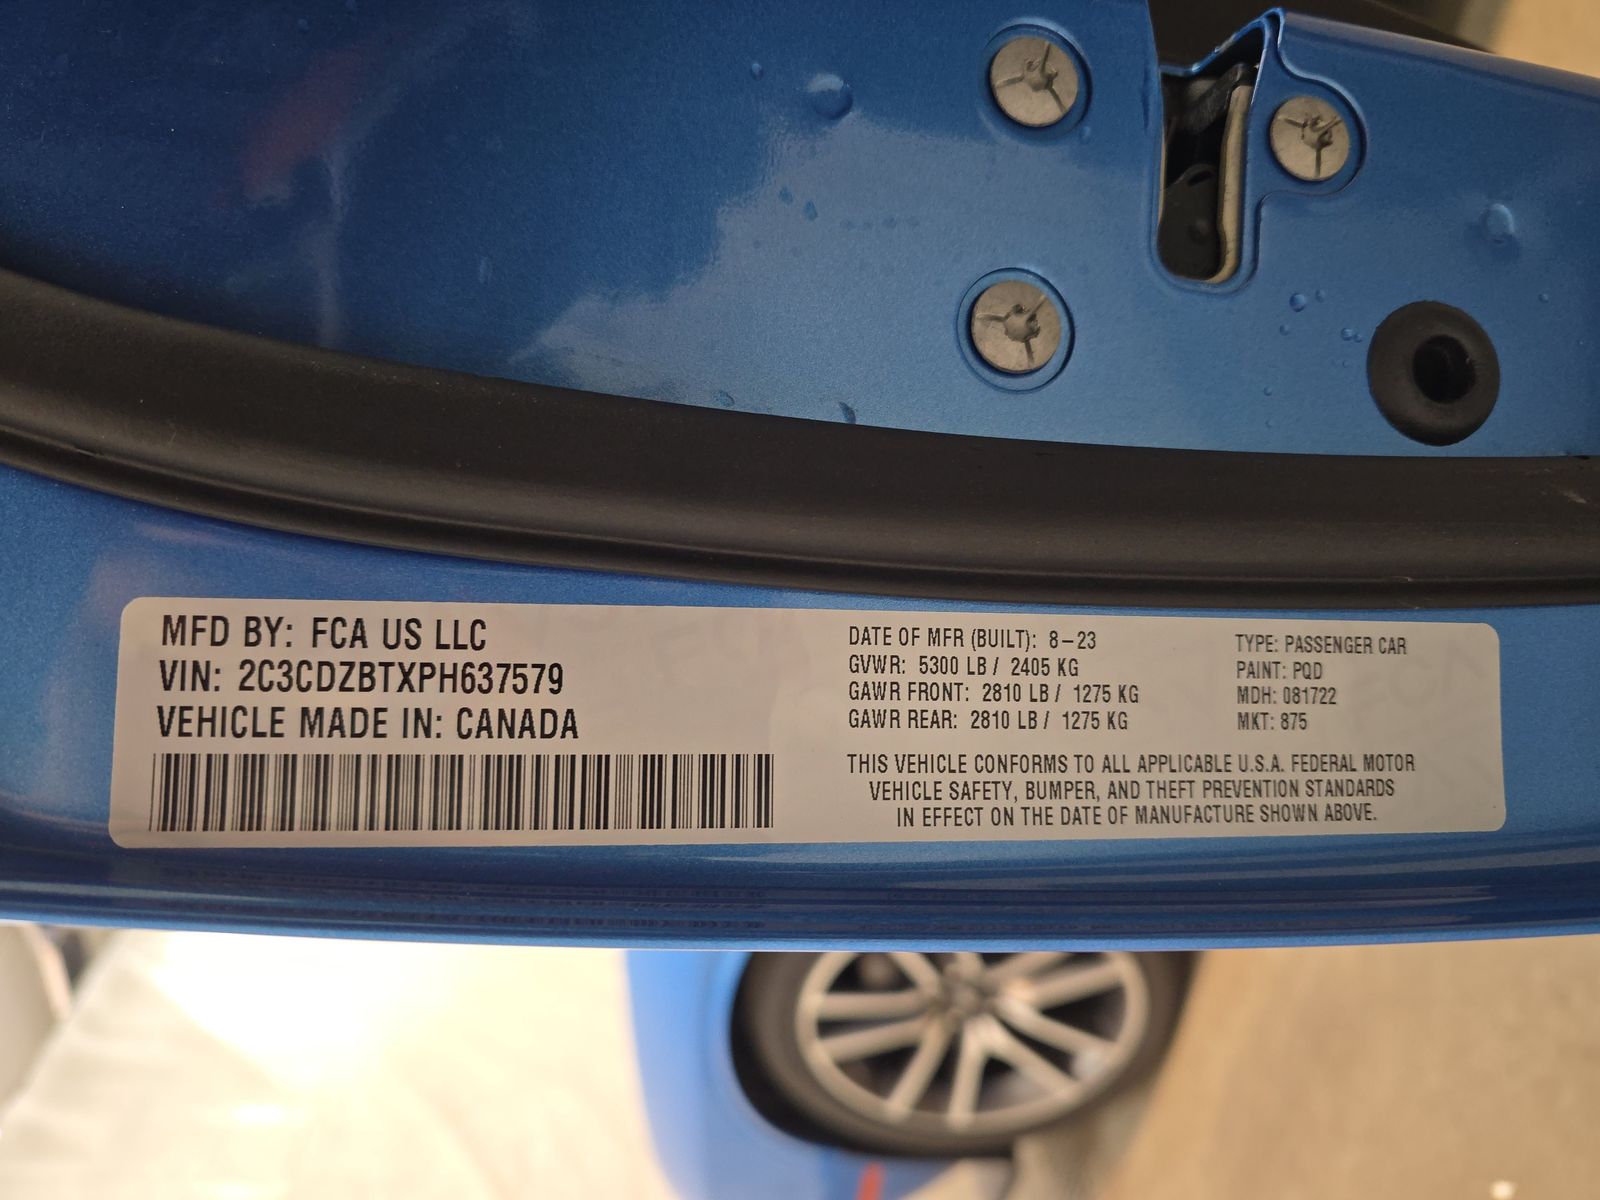 MFD BY: FCA US LLC
VIN: 2C3CDZBTXPH637579
VEHICLE MADE IN: CANADA
DATE OF MFR (BUILT): 8-23
GVWR: 5300 LB / 2405 KG
GAWR FRONT: 2810 LB / 1275 KG
GAWR REAR: 2810 LB / 1275 KG
TYPE: PASSENGER CAR
PAINT: PQD
MDH: 081722
MKT: 875
THIS VEHICLE CONFORMS TO ALL APPLICABLE U.S.A. FEDERAL MOTOR
VEHICLE SAFETY, BUMPER, AND THEFT PREVENTION STANDARDS
IN EFFECT ON THE DATE OF MANUFACTURE SHOWN ABOVE.